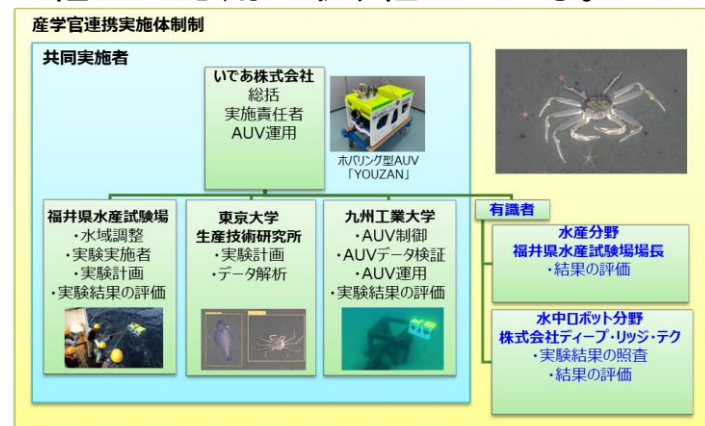 産学官連携実施体制制
共同実施者
いであ株式会社
総括
実施責任者
AUV運用
ホバリング型AUV
「YOUZAN」
福井県水産試験場
・水域調整
・実験実施者
・実験計画
・実験結果の評価
東京大学
生産技術研究所
・実験計画
・データ解析
九州工業大学
・AUV制御
・AUVデータ検証
・AUV運用
・実験結果の評価
有識者
水産分野
福井県水産試験場場長
・結果の評価
水中ロボット分野
株式会社ディープ・リッジ・テク
・実験結果の照査
・結果の評価